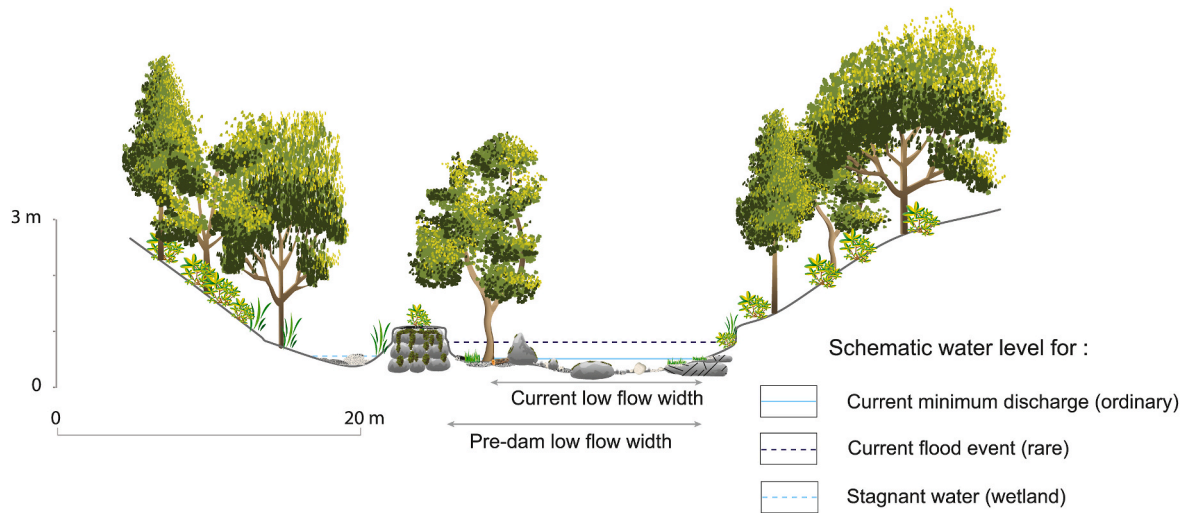 3 m
0
0
20 m
Current low flow width
Pre-dam low flow width
Schematic water level for :
Current minimum discharge (ordinary)
Current flood event (rare)
Stagnant water (wetland)